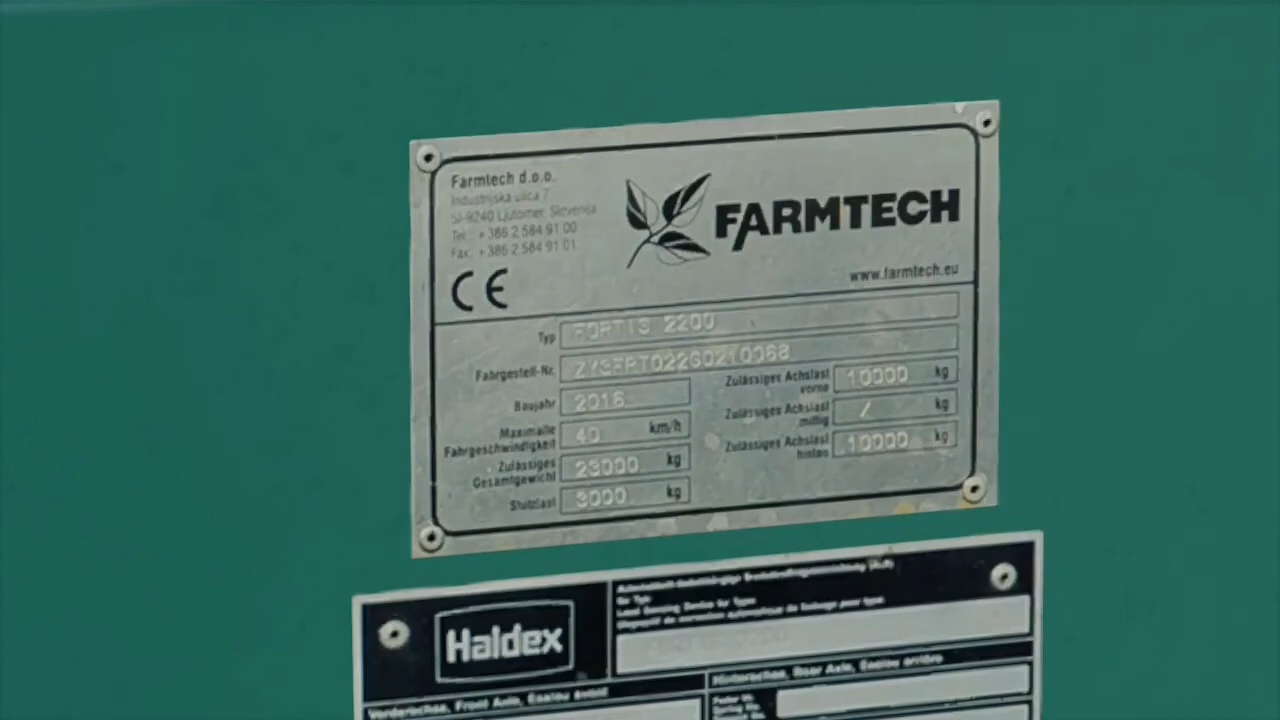 Farmtech d.o.o.
Industrijska ulica 7
SI-9240 Ljutomer, Slovenija
Tel.: +386 2 584 91 00
Fax.: +386 2 584 91 01
CE
FARMTECH
www.farmtech.eu
Typ FORTIS 2200
Fahrgestell-Nr.
Baujahr 2016
Maximalle Fahrgeschwindigkeit 40 km/h
Zulässiges Gesamtgewicht 23000 kg
Stützlast 3000 kg
Zulässiges Achslast vorne 10000 kg
Zulässiges Achslast mittig / kg
Zulässiges Achslast hinten 10000 kg
Haldex
Vorderachse, Front Axle, Essieu avant
Hinterachse, Rear Axle, Essieu arrière